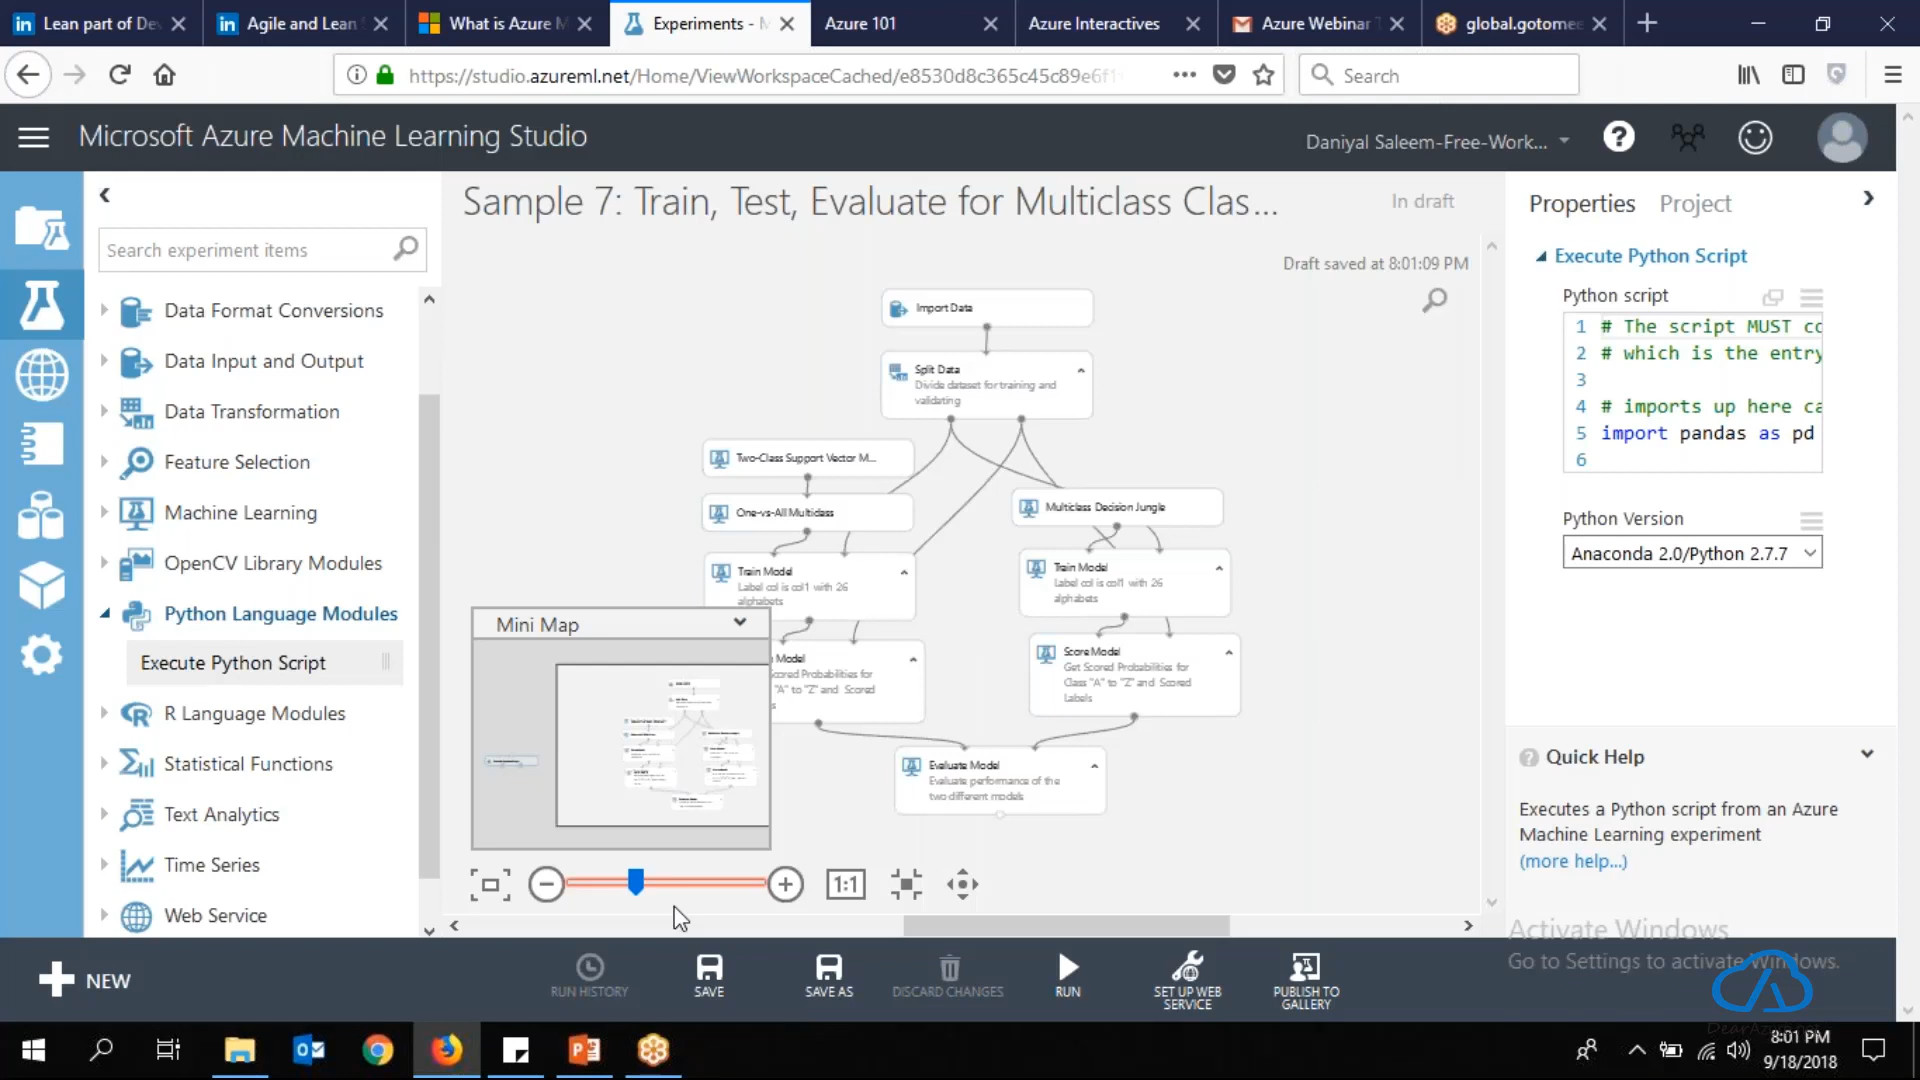 Lean part of De
Agile and Lean
What is Azure M
Experiments - M
Azure 101
Azure Interactives
Azure Webinar
global.gotomee
https://studio.azureml.net/Home/ViewWorkspaceCached/e8530d8c365c45c89e6f1
Search
Microsoft Azure Machine Learning Studio
Daniyal Saleem-Free-Work...
Search experiment items
Data Format Conversions
Data Input and Output
Data Transformation
Feature Selection
Machine Learning
OpenCV Library Modules
Python Language Modules
Execute Python Script
R Language Modules
Statistical Functions
Text Analytics
Time Series
Web Service
Sample 7: Train, Test, Evaluate for Multiclass Clas...
In draft
Draft saved at 8:01:09 PM
Import Data
Split Data
Divide dataset for training and
validating
Two-Class Support Vector M...
One-vs-All Multiclass
Train Model
Label col is col1 with 26
alphabets
Multiclass Decision Jungle
Train Model
Label col is col1 with 26
alphabets
Model
cored Probabilities for
"A" to "Z" and Scored
s
Score Model
Get Scored Probabilities for
Class "A" to "Z" and Scored
Labels
Evaluate Model
Evaluate performance of the
two different models
Mini Map
1:1
Properties
Project
Execute Python Script
Python script
1 # The script MUST co
2 # which is the entry
3
4 # imports up here ca
5 import pandas as pd
6
Python Version
Anaconda 2.0/Python 2.7.7
Quick Help
Executes a Python script from an Azure
Machine Learning experiment
(more help...)
Activate Windows
Go to Settings to activate Windows.
NEW
RUN HISTORY
SAVE
SAVE AS
DISCARD CHANGES
RUN
SET UP WEB
SERVICE
PUBLISH TO
GALLERY
8:01 PM
9/18/2018